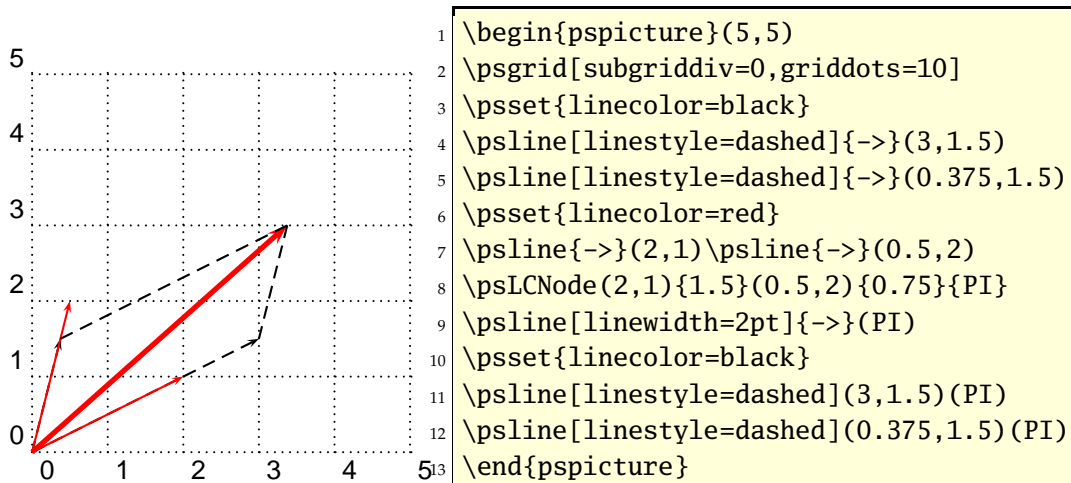 5
4
3
2
1
0
0 1 2 3 4 5
1 \begin{pspicture}(5,5)
2 \psgrid[subgriddiv=0,griddots=10]
3 \psset{linecolor=black}
4 \psline[linestyle=dashed]{->}(3,1.5)
5 \psline[linestyle=dashed]{->}(0.375,1.5)
6 \psset{linecolor=red}
7 \psline{->}(2,1)\psline{->}(0.5,2)
8 \psLCNode(2,1){1.5}(0.5,2){0.75}{PI}
9 \psline[linewidth=2pt]{->}(PI)
10 \psset{linecolor=black}
11 \psline[linestyle=dashed](3,1.5)(PI)
12 \psline[linestyle=dashed](0.375,1.5)(PI)
13 \end{pspicture}